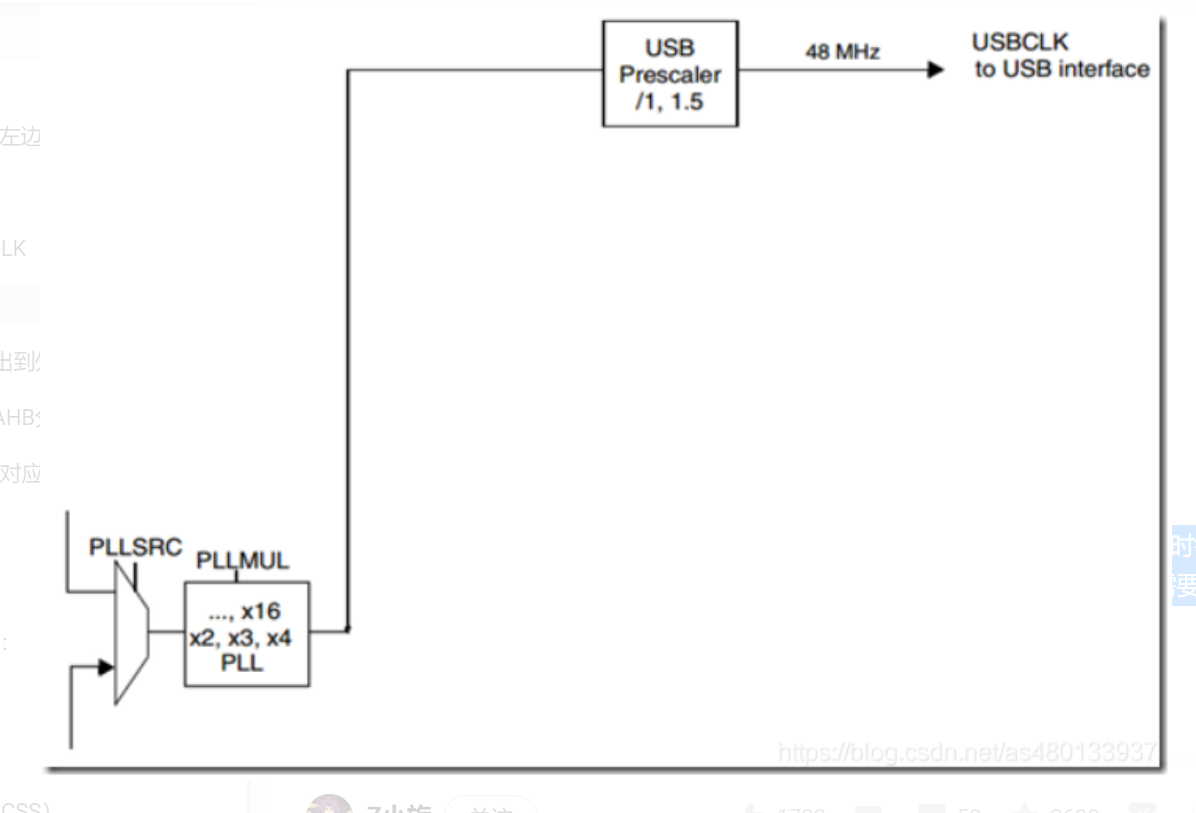 USB
Prescaler
/1, 1.5
48 MHz
USBCLK
to USB interface
左边
LK
出到
AHB
对应
PLLSRC
PLLMUL
..., x16
x2, x3, x4
PLL
时
要
:
https://blog.csdn.net/as480133937
CSS)